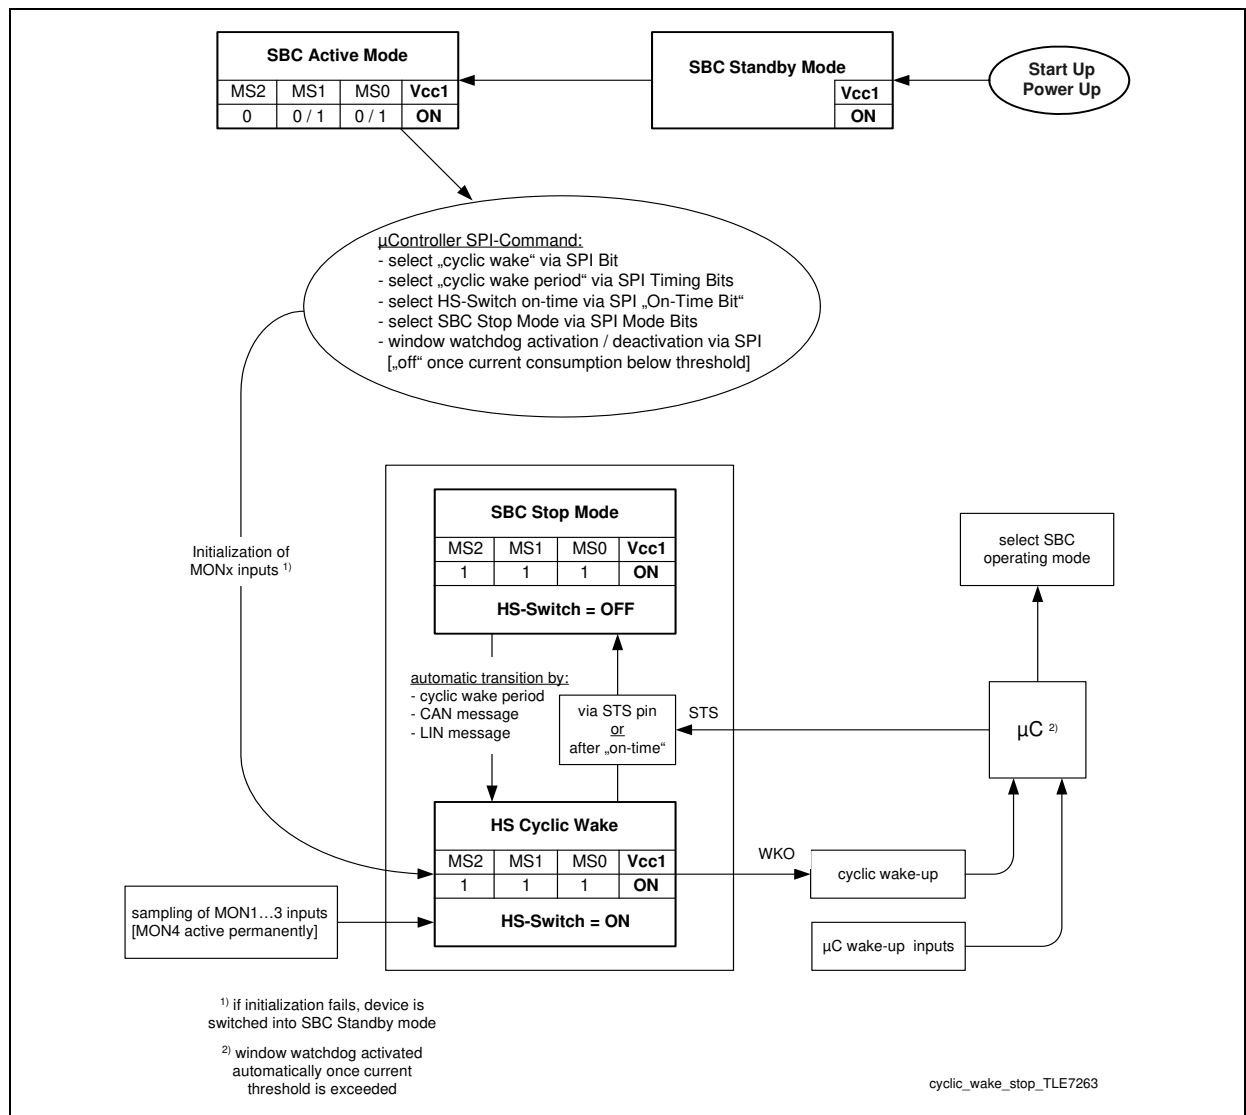 SBC Active Mode
MS2 MS1 MS0 Vcc1
0 0 / 1 0 / 1 ON
SBC Standby Mode
Vcc1
ON
Start Up
Power Up
µController SPI-Command:
- select „cyclic wake“ via SPI Bit
- select „cyclic wake period“ via SPI Timing Bits
- select HS-Switch on-time via SPI „On-Time Bit“
- select SBC Stop Mode via SPI Mode Bits
- window watchdog activation / deactivation via SPI
[„off“ once current consumption below threshold]
Initialization of
MONx inputs 1)
SBC Stop Mode
MS2 MS1 MS0 Vcc1
1 1 1 ON
HS-Switch = OFF
automatic transition by:
- cyclic wake period
- CAN message
- LIN message
via STS pin
or
after „on-time“
STS
select SBC
operating mode
µC 2)
HS Cyclic Wake
MS2 MS1 MS0 Vcc1
1 1 1 ON
HS-Switch = ON
WKO
cyclic wake-up
µC wake-up inputs
sampling of MON1...3 inputs
[MON4 active permanently]
1) if initialization fails, device is
switched into SBC Standby mode
2) window watchdog activated
automatically once current
threshold is exceeded
cyclic_wake_stop_TLE7263